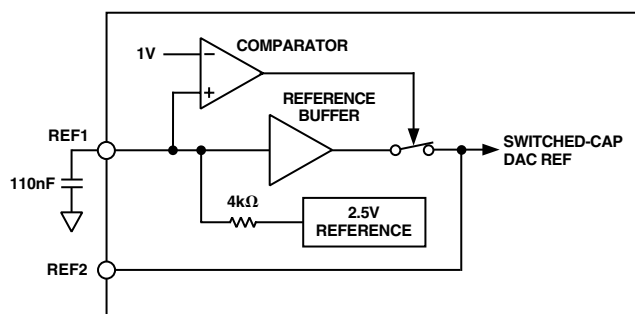 COMPARATOR
1V
−
+
REFERENCE
BUFFER
REF1
SWITCHED-CAP
DAC REF
110nF
4kΩ
2.5V
REFERENCE
REF2